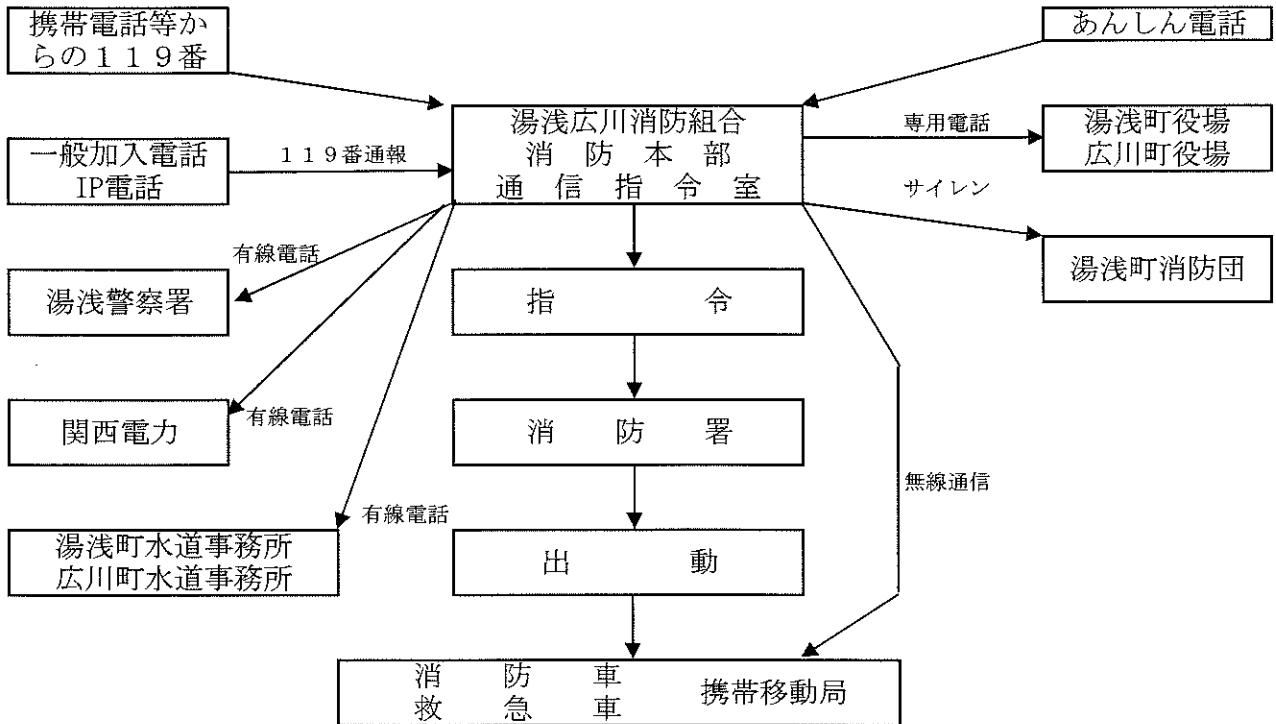 携帯電話等か
らの１１９番
あんしん電話
湯浅広川消防組合
消防本部
通信指令室
専用電話
湯浅町役場
広川町役場
一般加入電話
IP電話
１１９番通報
サイレン
湯浅町消防団
有線電話
湯浅警察署
指令
関西電力
有線電話
消防署
無線通信
有線電話
湯浅町水道事務所
広川町水道事務所
出動
消防車
救急車
携帯移動局